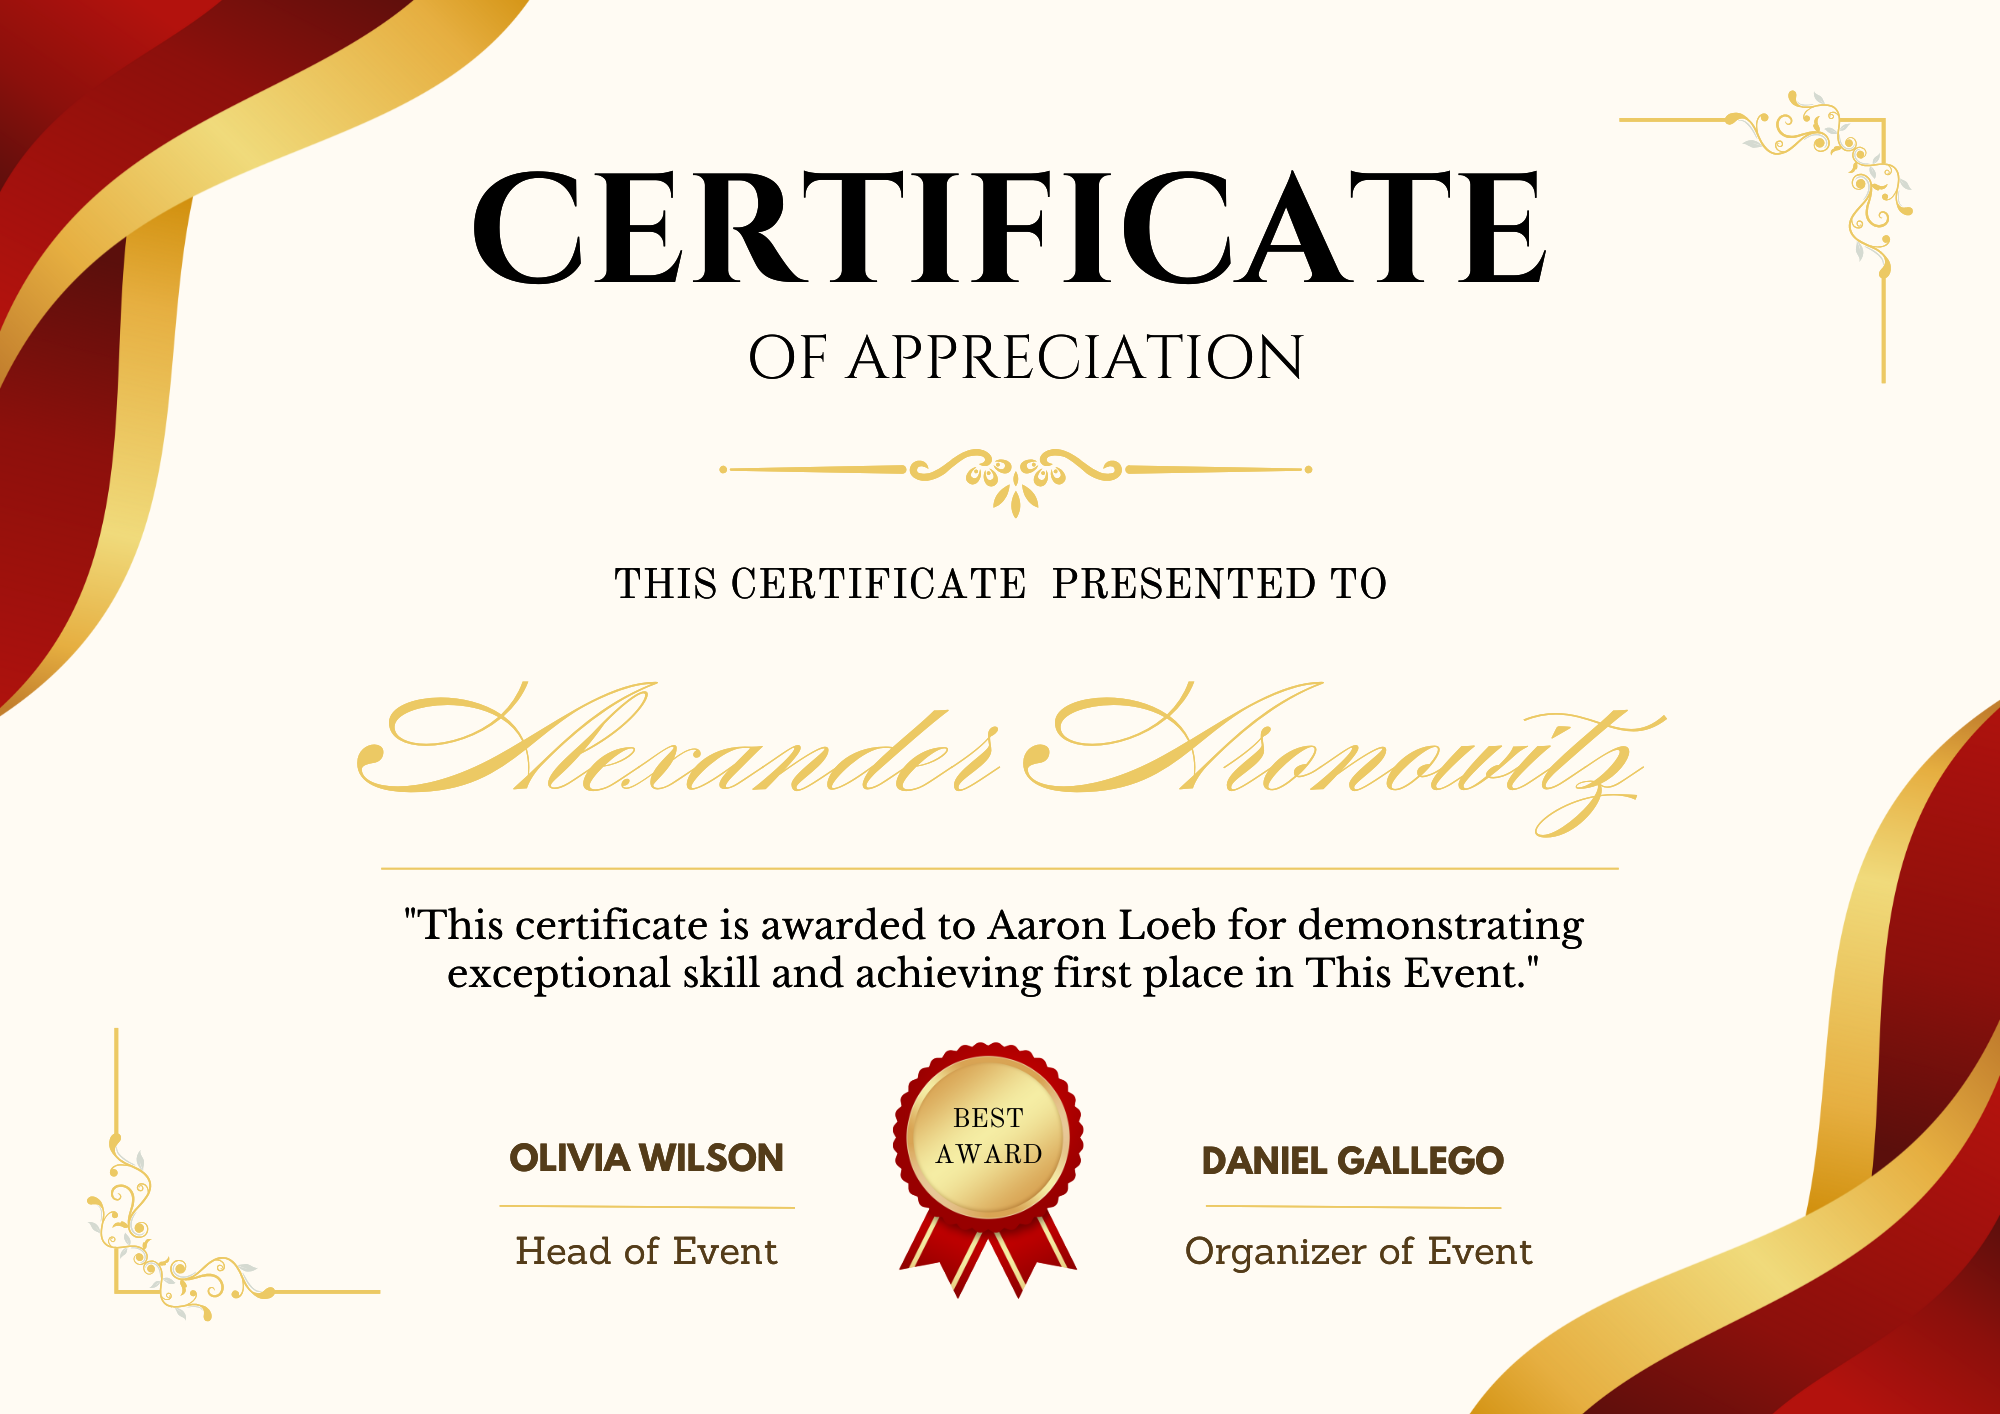 CERTIFICATE
OF APPRECIATION
THIS CERTIFICATE  PRESENTED TO
Alexander Aronowitz
"This certificate is awarded to Aaron Loeb for demonstrating
exceptional skill and achieving first place in This Event."
BEST
AWARD
OLIVIA WILSON
Head of Event
DANIEL GALLEGO
Organizer of Event